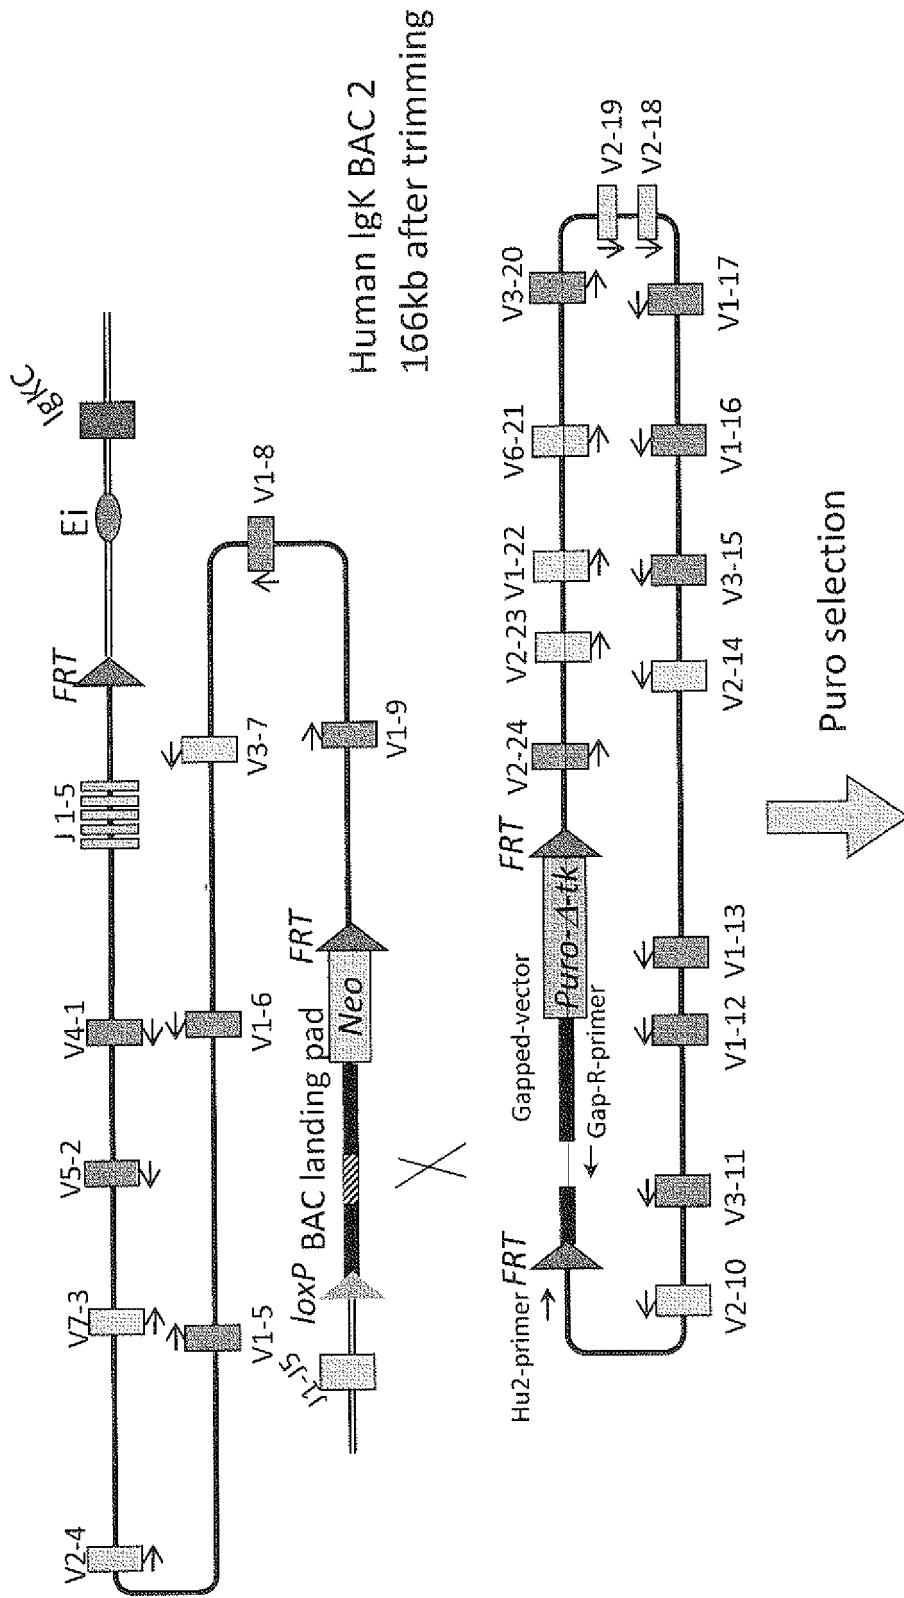 IgKC
Ei
FRT
J 1-5
V4-1
V5-2
V7-3
V2-4
V1-8
V3-7
V1-6
V1-5
V1-9
FRT
Neo
BAC landing pad
loxP
J1-J5
Human IgK BAC 2
166kb after trimming
V3-20
V6-21
V1-22
V2-23
V2-24
FRT
Puro-Δ-tk
Gapped-vector
Gap-R-primer
Hu2-primer FRT
V2-19
V2-18
V1-17
V1-16
V3-15
V2-14
V1-13
V1-12
V3-11
V2-10
Puro selection